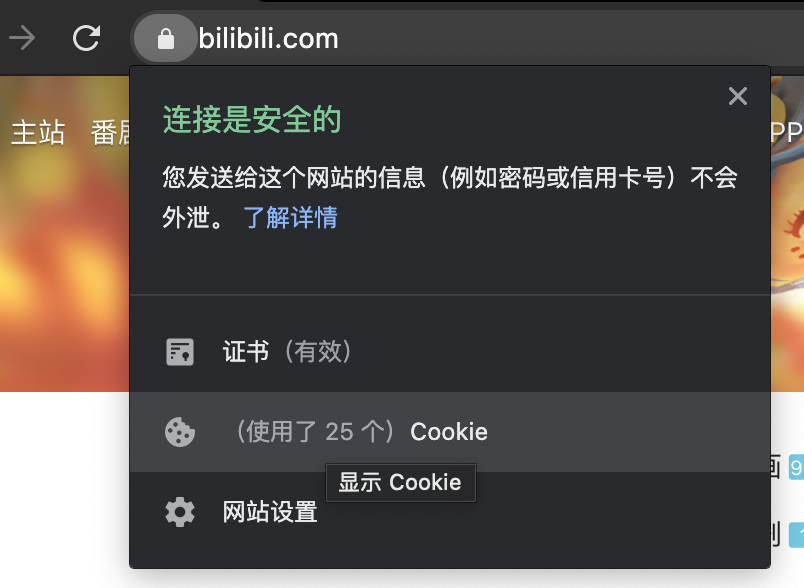 bilibili.com
主站 番剧
连接是安全的
PP
您发送给这个网站的信息（例如密码或信用卡号）不会
外泄。 了解详情
证书（有效）
（使用了 25 个） Cookie
画 9
显示 Cookie
网站设置